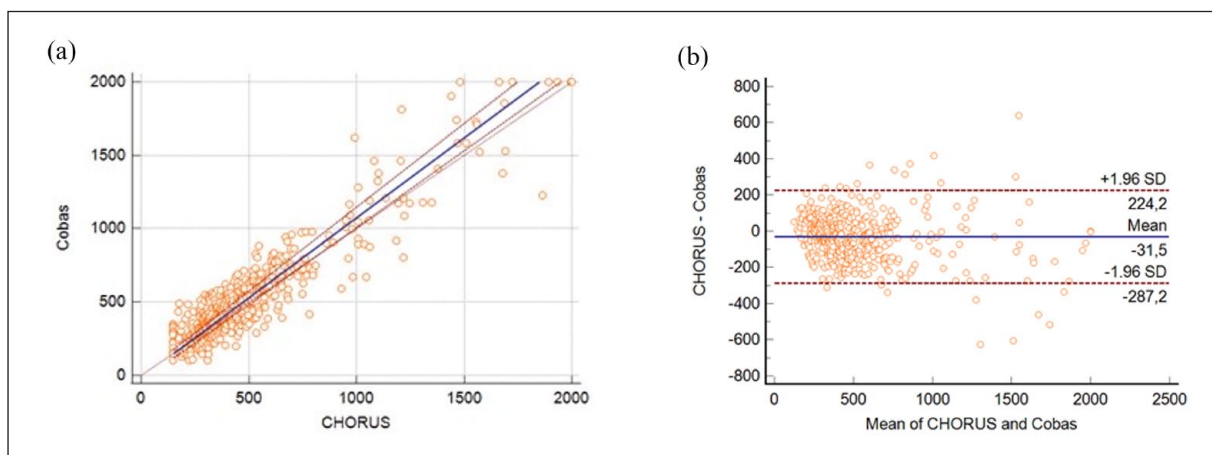 (a)
2000
1500
1000
500
0
Cobas
0 500 1000 1500 2000
CHORUS
(b)
800
600
400
200
0
-200
-400
-600
-800
CHORUS - Cobas
+1.96 SD
224,2
Mean
-31,5
-1.96 SD
-287,2
0 500 1000 1500 2000 2500
Mean of CHORUS and Cobas